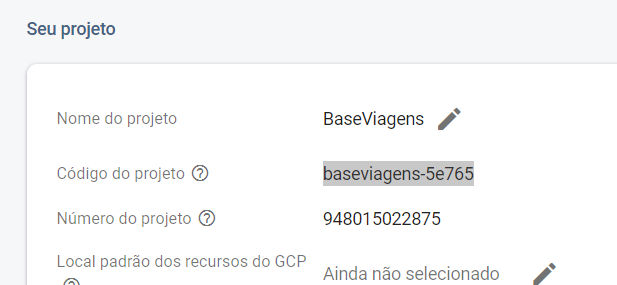 Seu projeto
Nome do projeto
BaseViagens
Código do projeto
baseviagens-5e765
Número do projeto
948015022875
Local padrão dos recursos do GCP
Ainda não selecionado